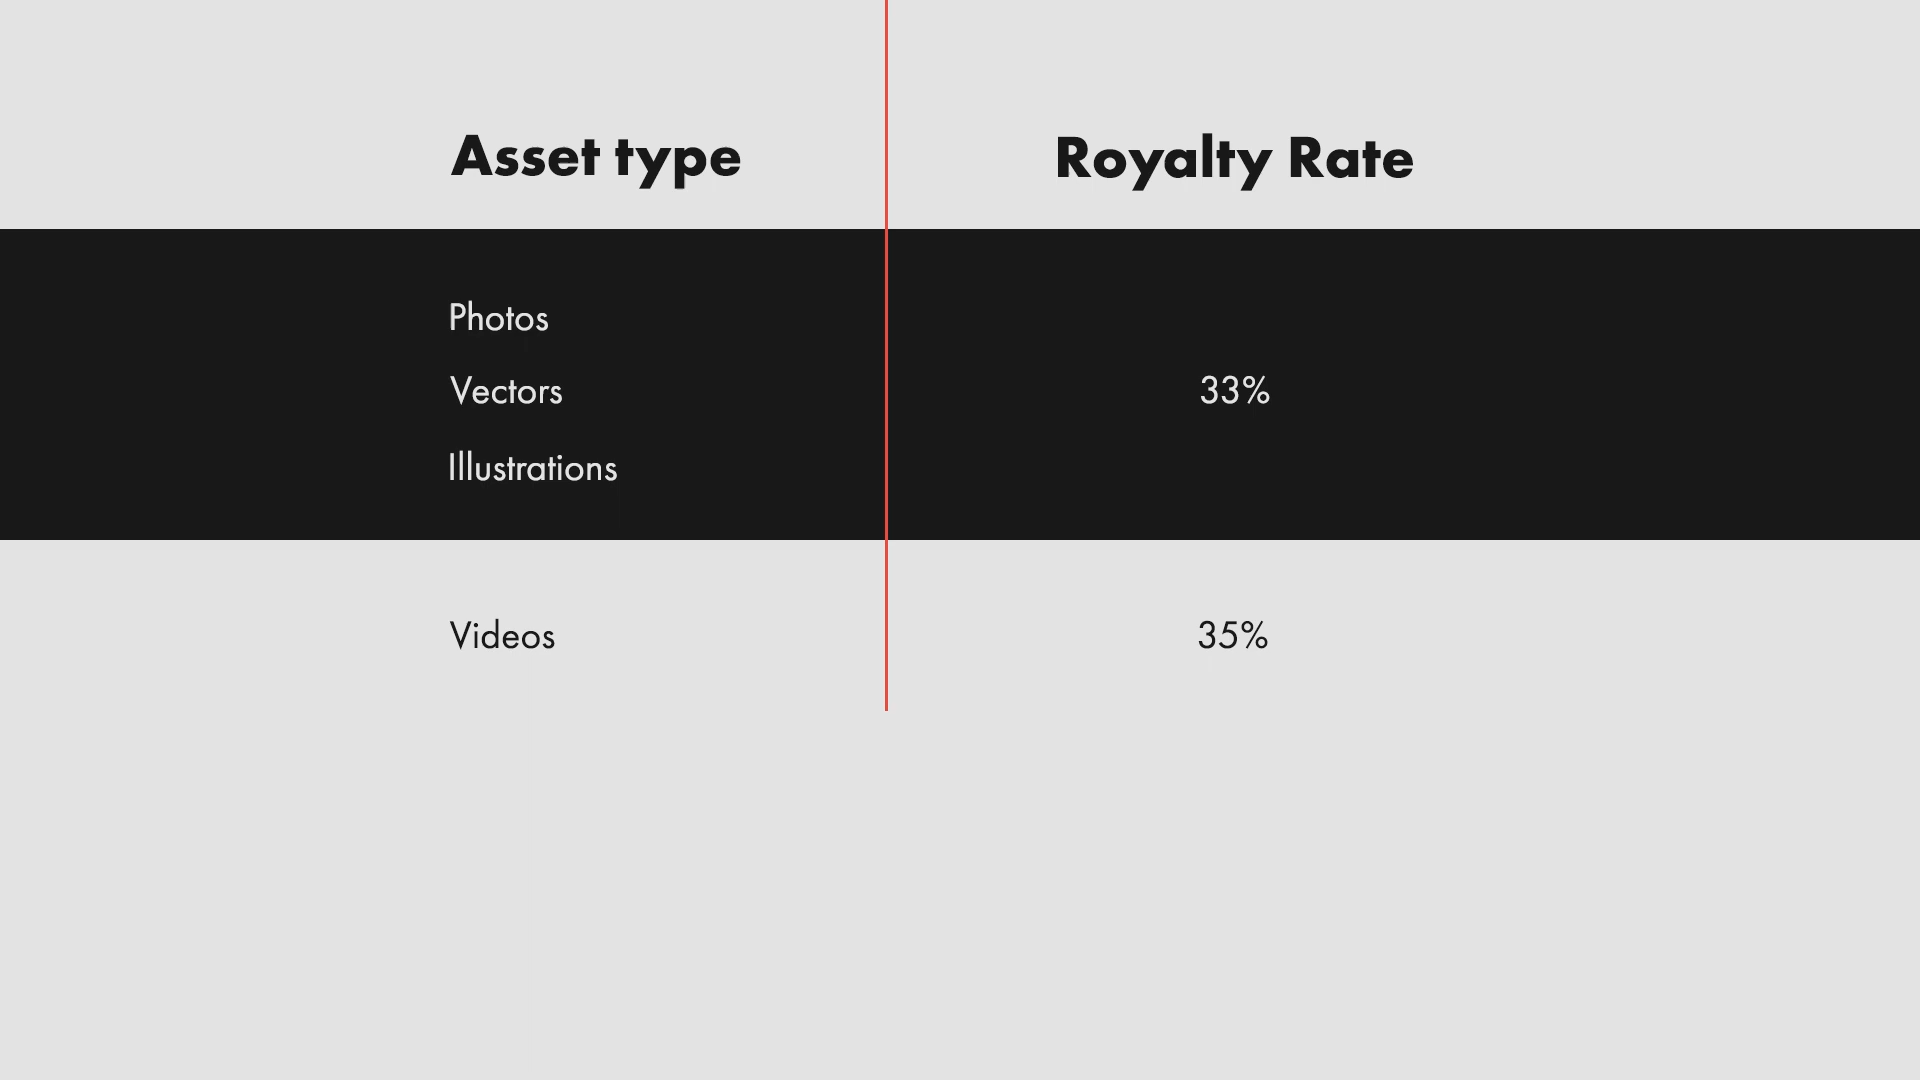 Asset type Royalty Rate
Photos
Vectors 33%
Illustrations
Videos 35%